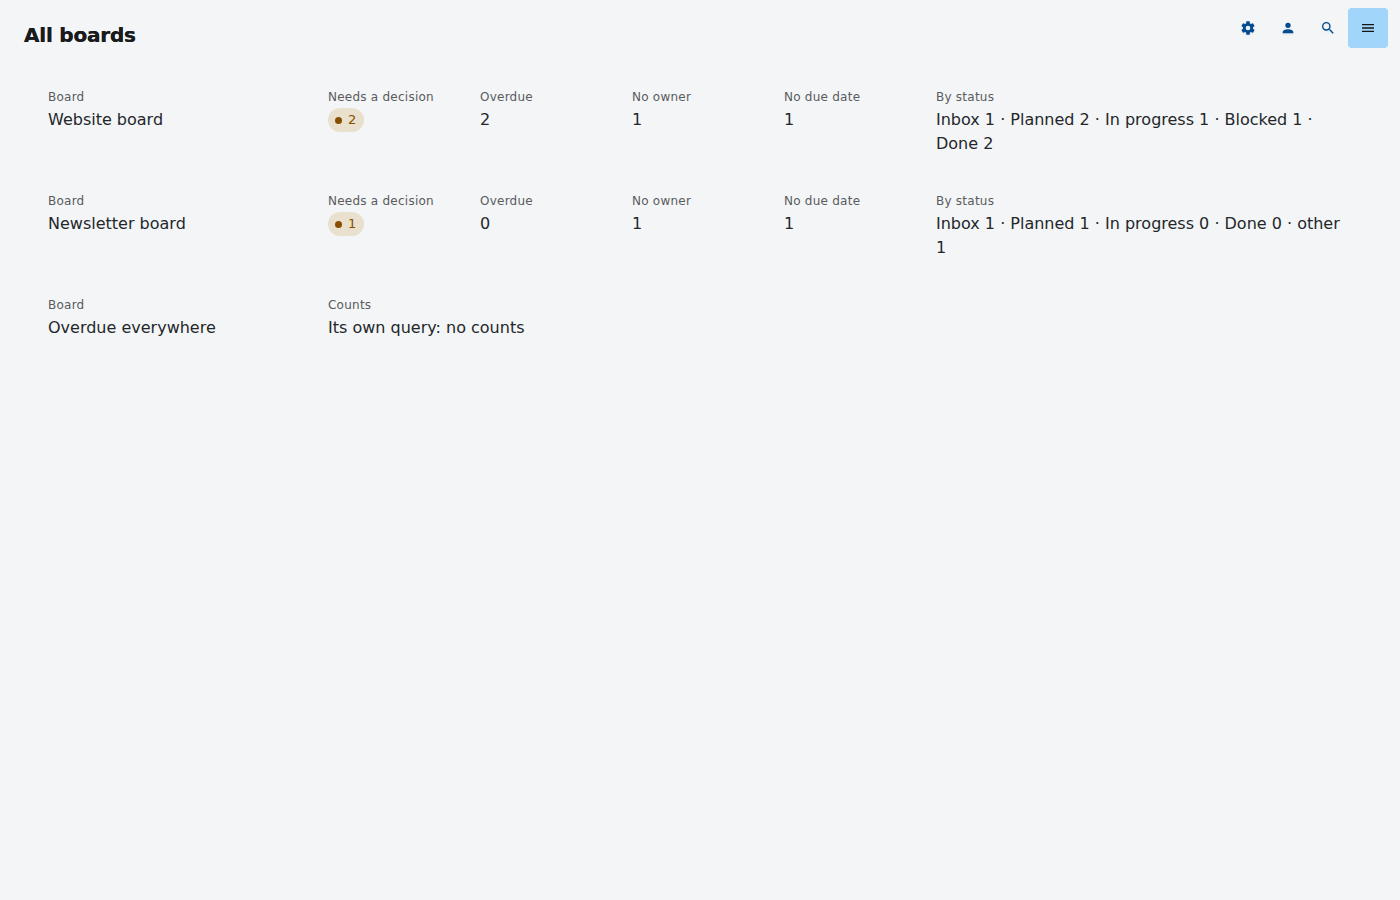 All boards
Board
Needs a decision
Overdue
No owner
No due date
By status
Website board
2
2
1
1
Inbox 1 · Planned 2 · In progress 1 · Blocked 1 ·
Done 2
Board
Needs a decision
Overdue
No owner
No due date
By status
Newsletter board
1
0
1
1
Inbox 1 · Planned 1 · In progress 0 · Done 0 · other
1
Board
Counts
Overdue everywhere
Its own query: no counts